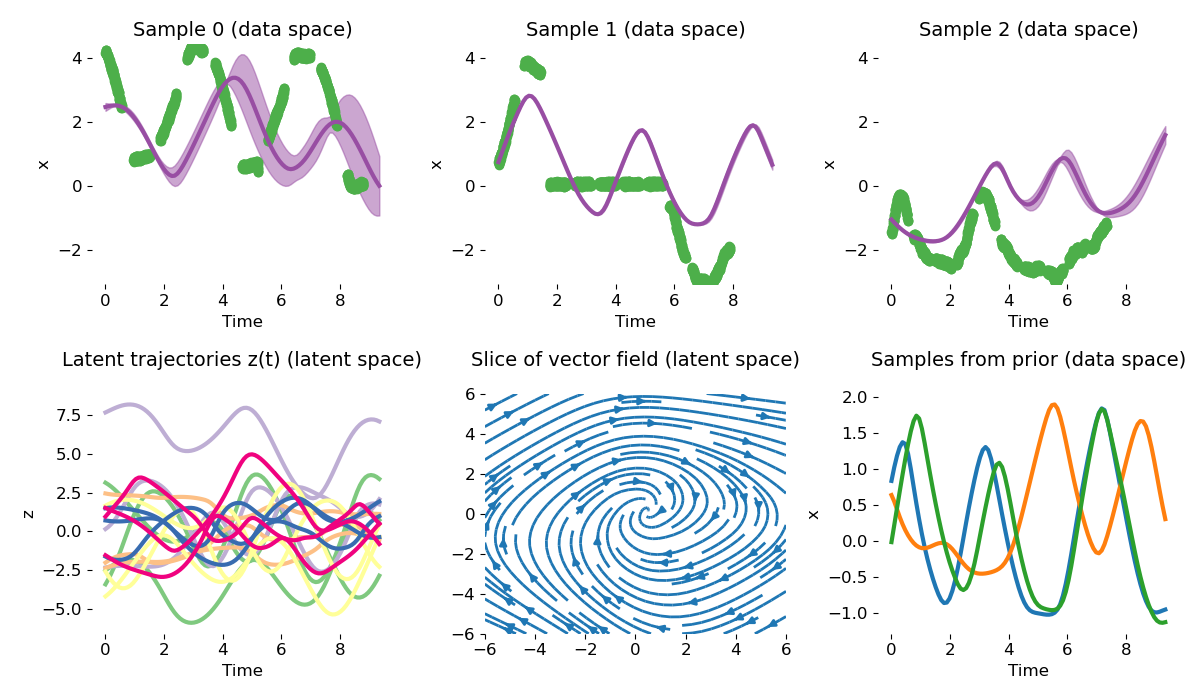 Sample 0 (data space)
4
2
0
−2
x
0 2 4 6 8
Time
Sample 1 (data space)
4
2
0
−2
x
0 2 4 6 8
Time
Sample 2 (data space)
4
2
0
−2
x
0 2 4 6 8
Time
Latent trajectories z(t) (latent space)
7.5
5.0
2.5
0.0
−2.5
−5.0
z
0 2 4 6 8
Time
Slice of vector field (latent space)
6
4
2
0
−2
−4
−6
−6 −4 −2 0 2 4 6
Samples from prior (data space)
2.0
1.5
1.0
0.5
0.0
−0.5
−1.0
x
0 2 4 6 8
Time